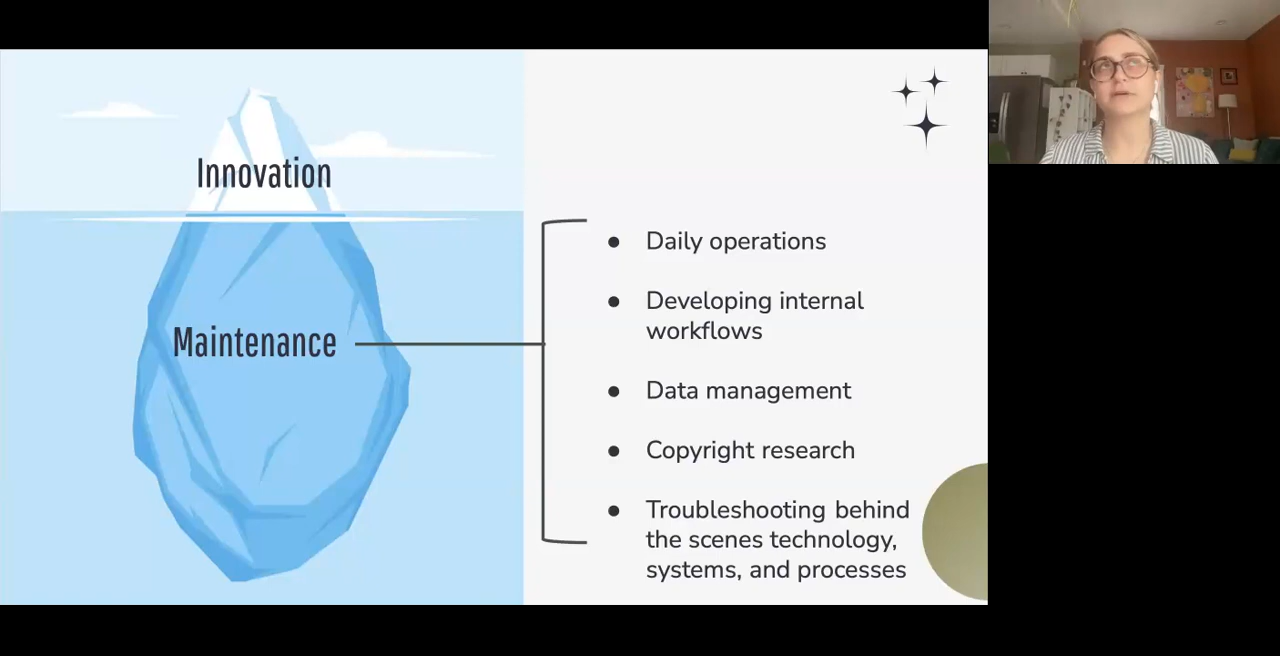 Innovation
Maintenance
● Daily operations
● Developing internal
workflows
● Data management
● Copyright research
● Troubleshooting behind
the scenes technology,
systems, and processes